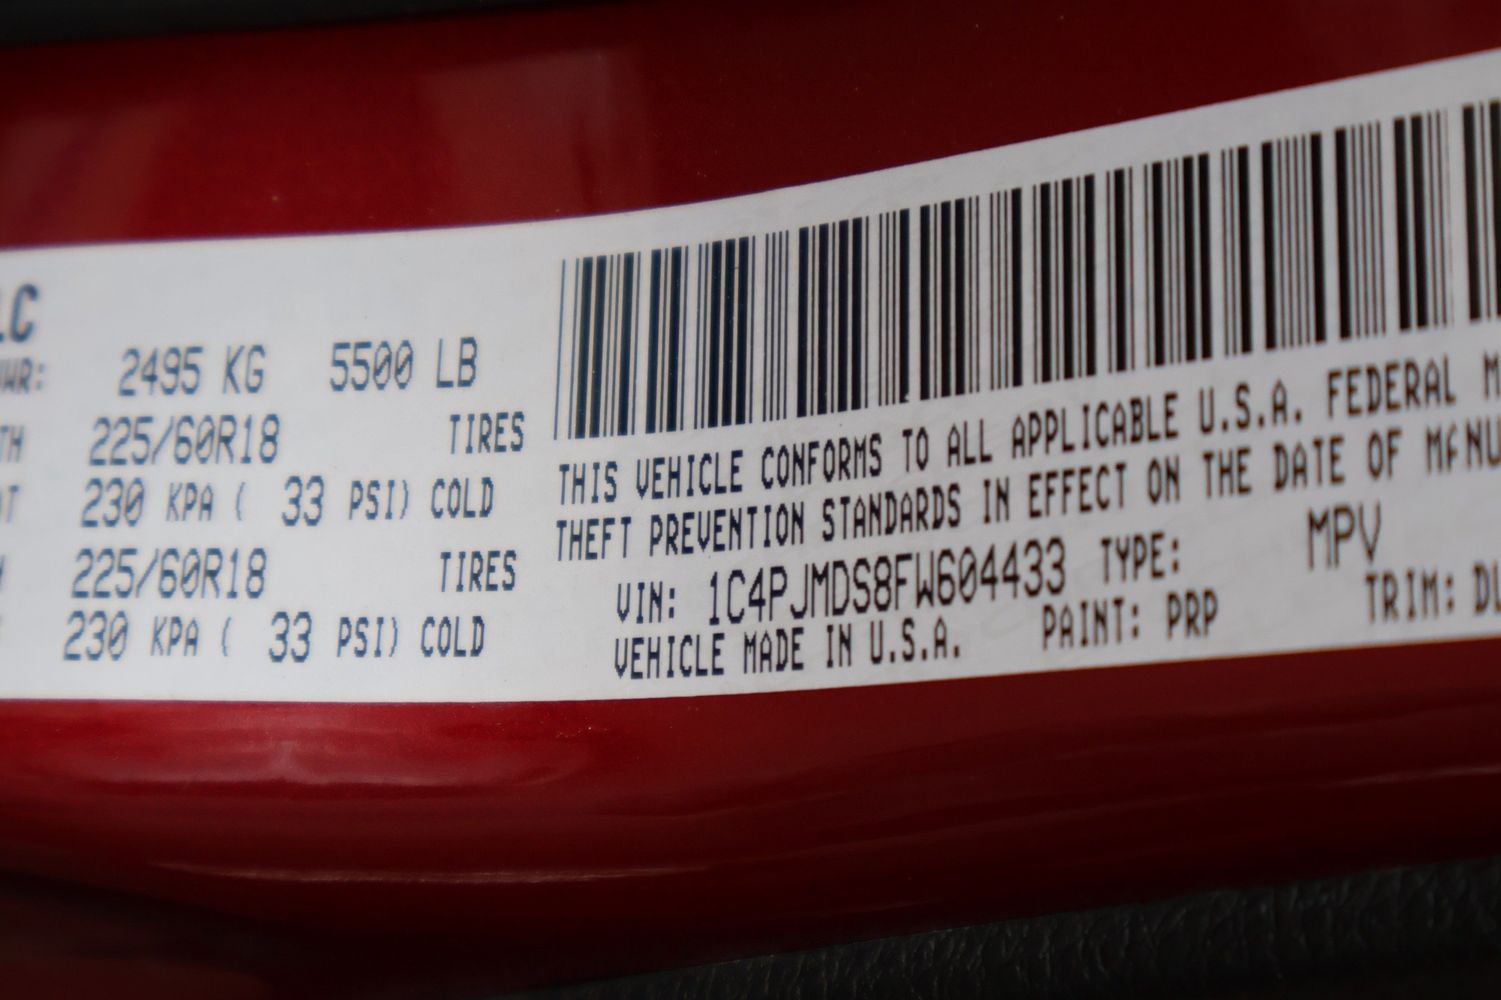 LC
2495 KG 5500 LB
225/60R18 TIRES
230 KPA ( 33 PSI) COLD
225/60R18 TIRES
230 KPA ( 33 PSI) COLD
THIS VEHICLE CONFORMS TO ALL APPLICABLE U.S.A. FEDERAL M
THEFT PREVENTION STANDARDS IN EFFECT ON THE DATE OF MANU
VIN: 1C4PJMDS8FW604433 TYPE: MPV
VEHICLE MADE IN U.S.A. PAINT: PRP TRIM: DL